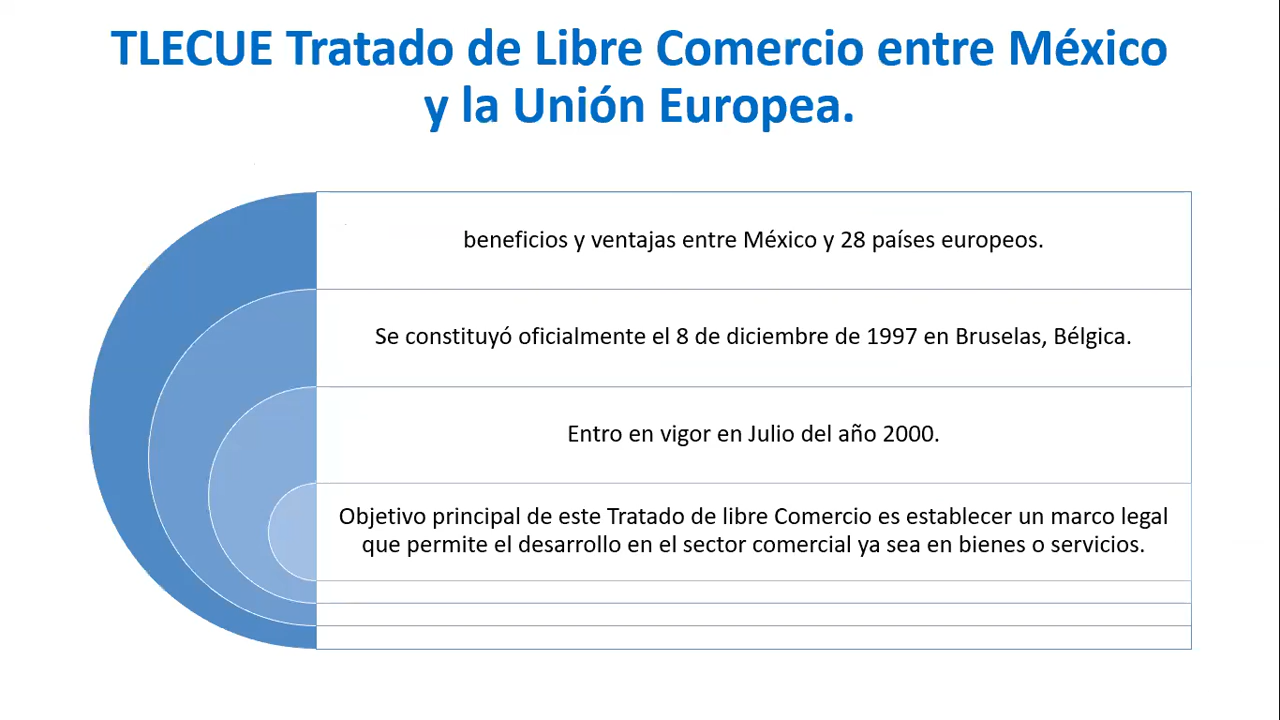 TLECUE Tratado de Libre Comercio entre México
y la Unión Europea.
beneficios y ventajas entre México y 28 países europeos.
Se constituyó oficialmente el 8 de diciembre de 1997 en Bruselas, Bélgica.
Entro en vigor en Julio del año 2000.
Objetivo principal de este Tratado de libre Comercio es establecer un marco legal
que permite el desarrollo en el sector comercial ya sea en bienes o servicios.